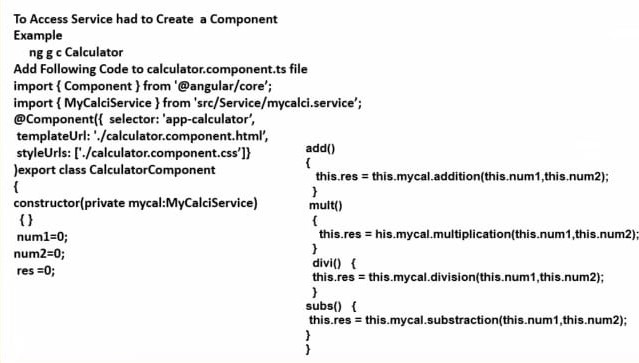 To Access Service had to Create  a Component
Example
ng g c Calculator
Add Following Code to calculator.component.ts file
import { Component } from '@angular/core';
import { MyCalciService } from 'src/Service/mycalci.service';
@Component({  selector: 'app-calculator',
templateUrl: './calculator.component.html',
styleUrls: ['./calculator.component.css']}
)export class CalculatorComponent
{
constructor(private mycal:MyCalciService)
{ }
num1=0;
num2=0;
res =0;
add()
{
this.res = this.mycal.addition(this.num1,this.num2);
}
mult()
{
this.res = his.mycal.multiplication(this.num1,this.num2);
}
divi()  {
this.res = this.mycal.division(this.num1,this.num2);
}
subs()  {
this.res = this.mycal.substraction(this.num1,this.num2);
}
}